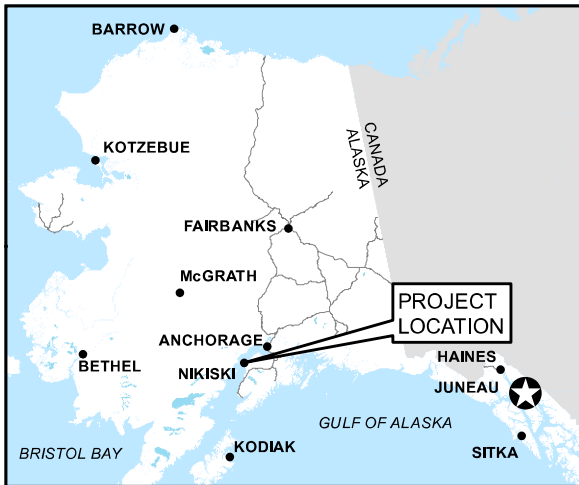 BARROW
KOTZEBUE
CANADA
ALASKA
FAIRBANKS
McGRATH
PROJECT
LOCATION
ANCHORAGE
BETHEL
NIKISKI
HAINES
JUNEAU
GULF OF ALASKA
BRISTOL BAY
KODIAK
SITKA